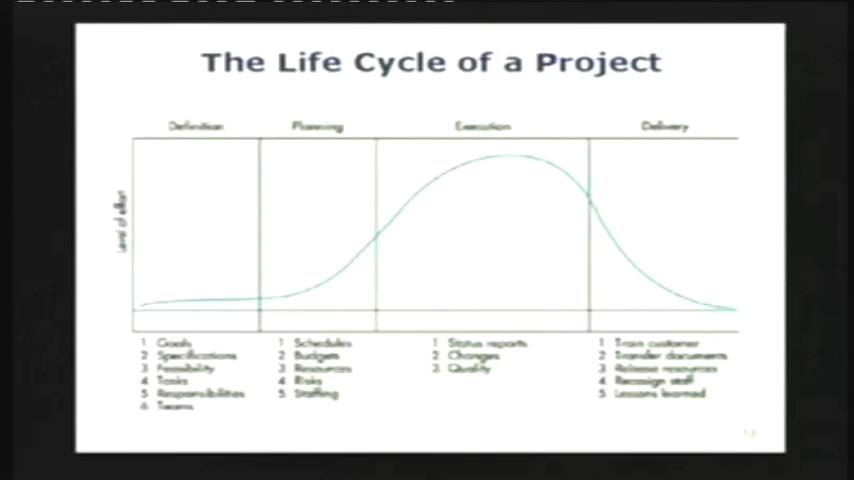 The Life Cycle of a Project
Definition Planning Execution Delivery
Level of effort
1 Goals
2 Specifications
3 Feasibility
4 Tasks
5 Responsibilities
6 Teams
1 Schedules
2 Budgets
3 Resources
4 Risks
5 Staffing
1 Status reports
2 Changes
3. Quality
1 Train customer
2 Transfer documents
3 Release resources
4 Reassign staff
5 Lessons learned